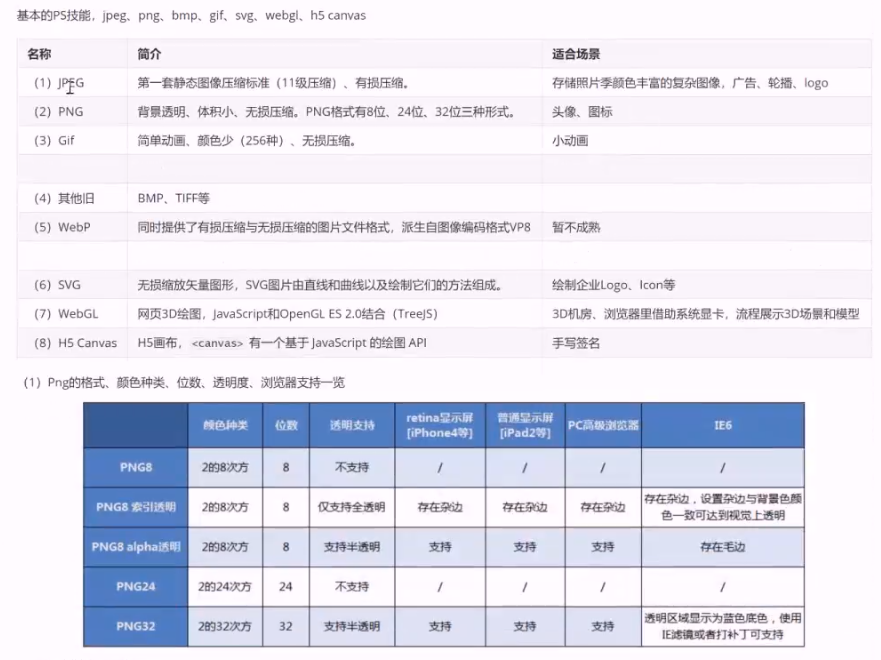 基本的PS技能，jpeg、png、bmp、gif、svg、webgl、h5 canvas
名称 简介 适合场景
（1）JPEG 第一套静态图像压缩标准（11级压缩）、有损压缩。 存储照片季颜色丰富的复杂图像，广告、轮播、logo
（2）PNG 背景透明、体积小、无损压缩。PNG格式有8位、24位、32位三种形式。 头像、图标
（3）Gif 简单动画、颜色少（256种）、无损压缩。 小动画
（4）其他旧 BMP、TIFF等
（5）WebP 同时提供了有损压缩与无损压缩的图片文件格式，派生自图像编码格式VP8 暂不成熟
（6）SVG 无损缩放矢量图形，SVG图片由直线和曲线以及绘制它们的方法组成。 绘制企业Logo、Icon等
（7）WebGL 网页3D绘图，JavaScript和OpenGL ES 2.0结合（TreeJS） 3D机房、浏览器里借助系统显卡，流程展示3D场景和模型
（8）H5 Canvas H5画布，<canvas> 有一个基于 JavaScript 的绘图 API 手写签名
（1）Png的格式、颜色种类、位数、透明度、浏览器支持一览
颜色种类 位数 透明支持 retina显示屏 [iPhone4等] 普通显示屏 [iPad2等] PC高级浏览器 IE6
PNG8 2的8次方 8 不支持 / / / /
PNG8 索引透明 2的8次方 8 仅支持全透明 存在杂边 存在杂边 存在杂边 存在杂边，设置杂边与背景色颜色一致可达到视觉上透明
PNG8 alpha透明 2的8次方 8 支持半透明 支持 支持 支持 存在毛边
PNG24 2的24次方 24 不支持 / / / /
PNG32 2的32次方 32 支持半透明 支持 支持 支持 透明区域显示为蓝色底色，使用IE滤镜或者打补丁可支持